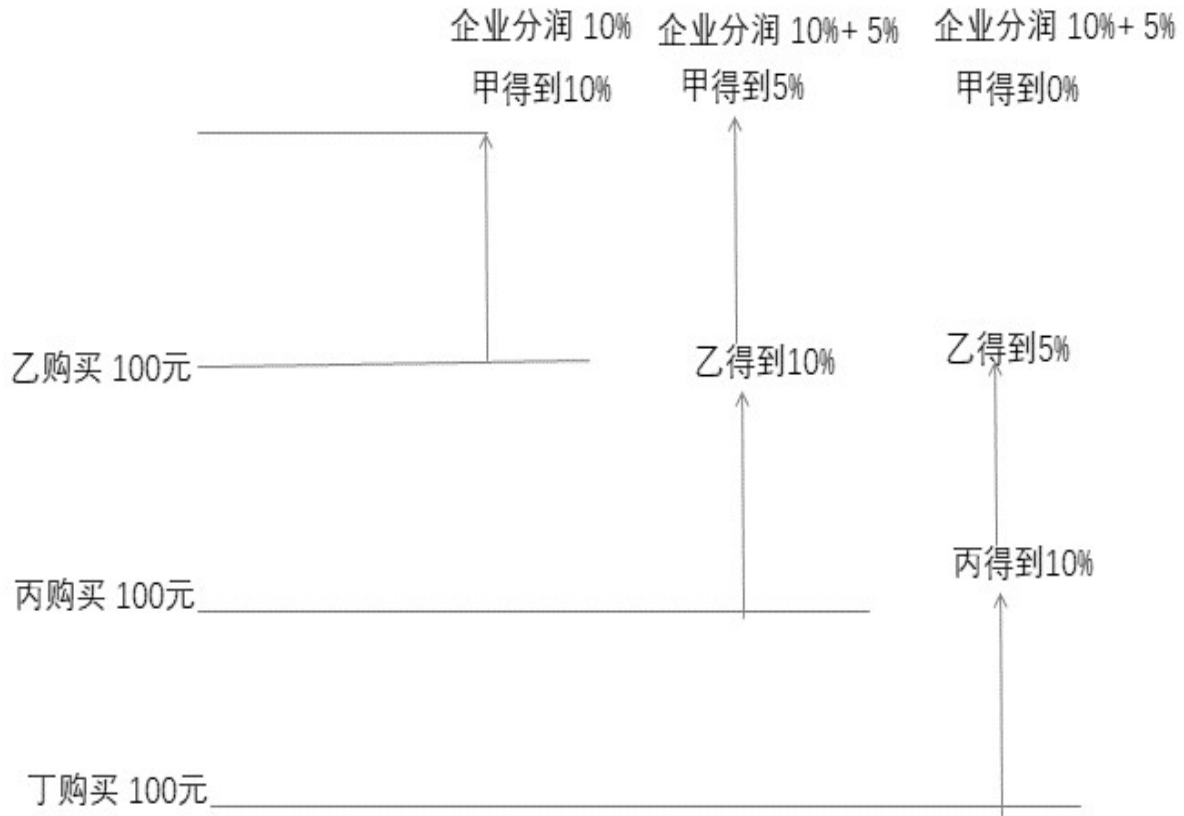 企业分润 10% 企业分润 10%+ 5% 企业分润 10%+ 5%
甲得到10% 甲得到5% 甲得到0%
乙购买 100元 乙得到10% 乙得到5%
丙得到10%
丙购买 100元
丁购买 100元